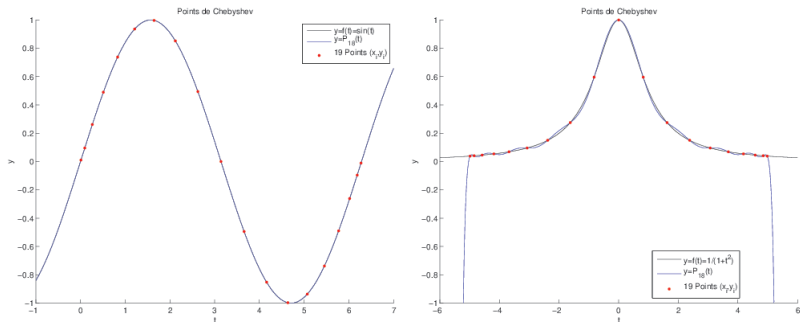 Points de Chebyshev
y=f(t)=sin(t)
y=P18(t)
19 Points (xi,yi)
1
0.8
0.6
0.4
0.2
0
−0.2
−0.4
−0.6
−0.8
−1
y
−1 0 1 2 3 4 5 6 7
t
Points de Chebyshev
y=f(t)=1/(1+t2)
y=P18(t)
19 Points (xi,yi)
1
0.8
0.6
0.4
0.2
0
−0.2
−0.4
−0.6
−0.8
−1
y
−6 −4 −2 0 2 4 6
t